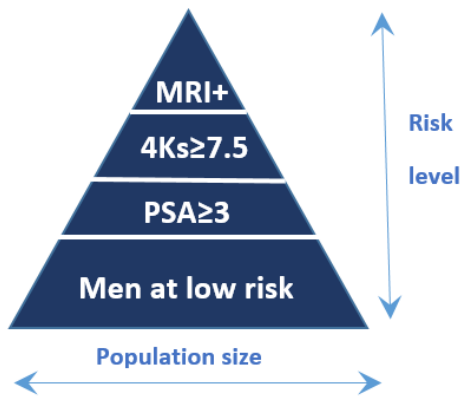 MRI+
4Ks≥7.5
PSA≥3
Men at low risk
Risk
level
Population size